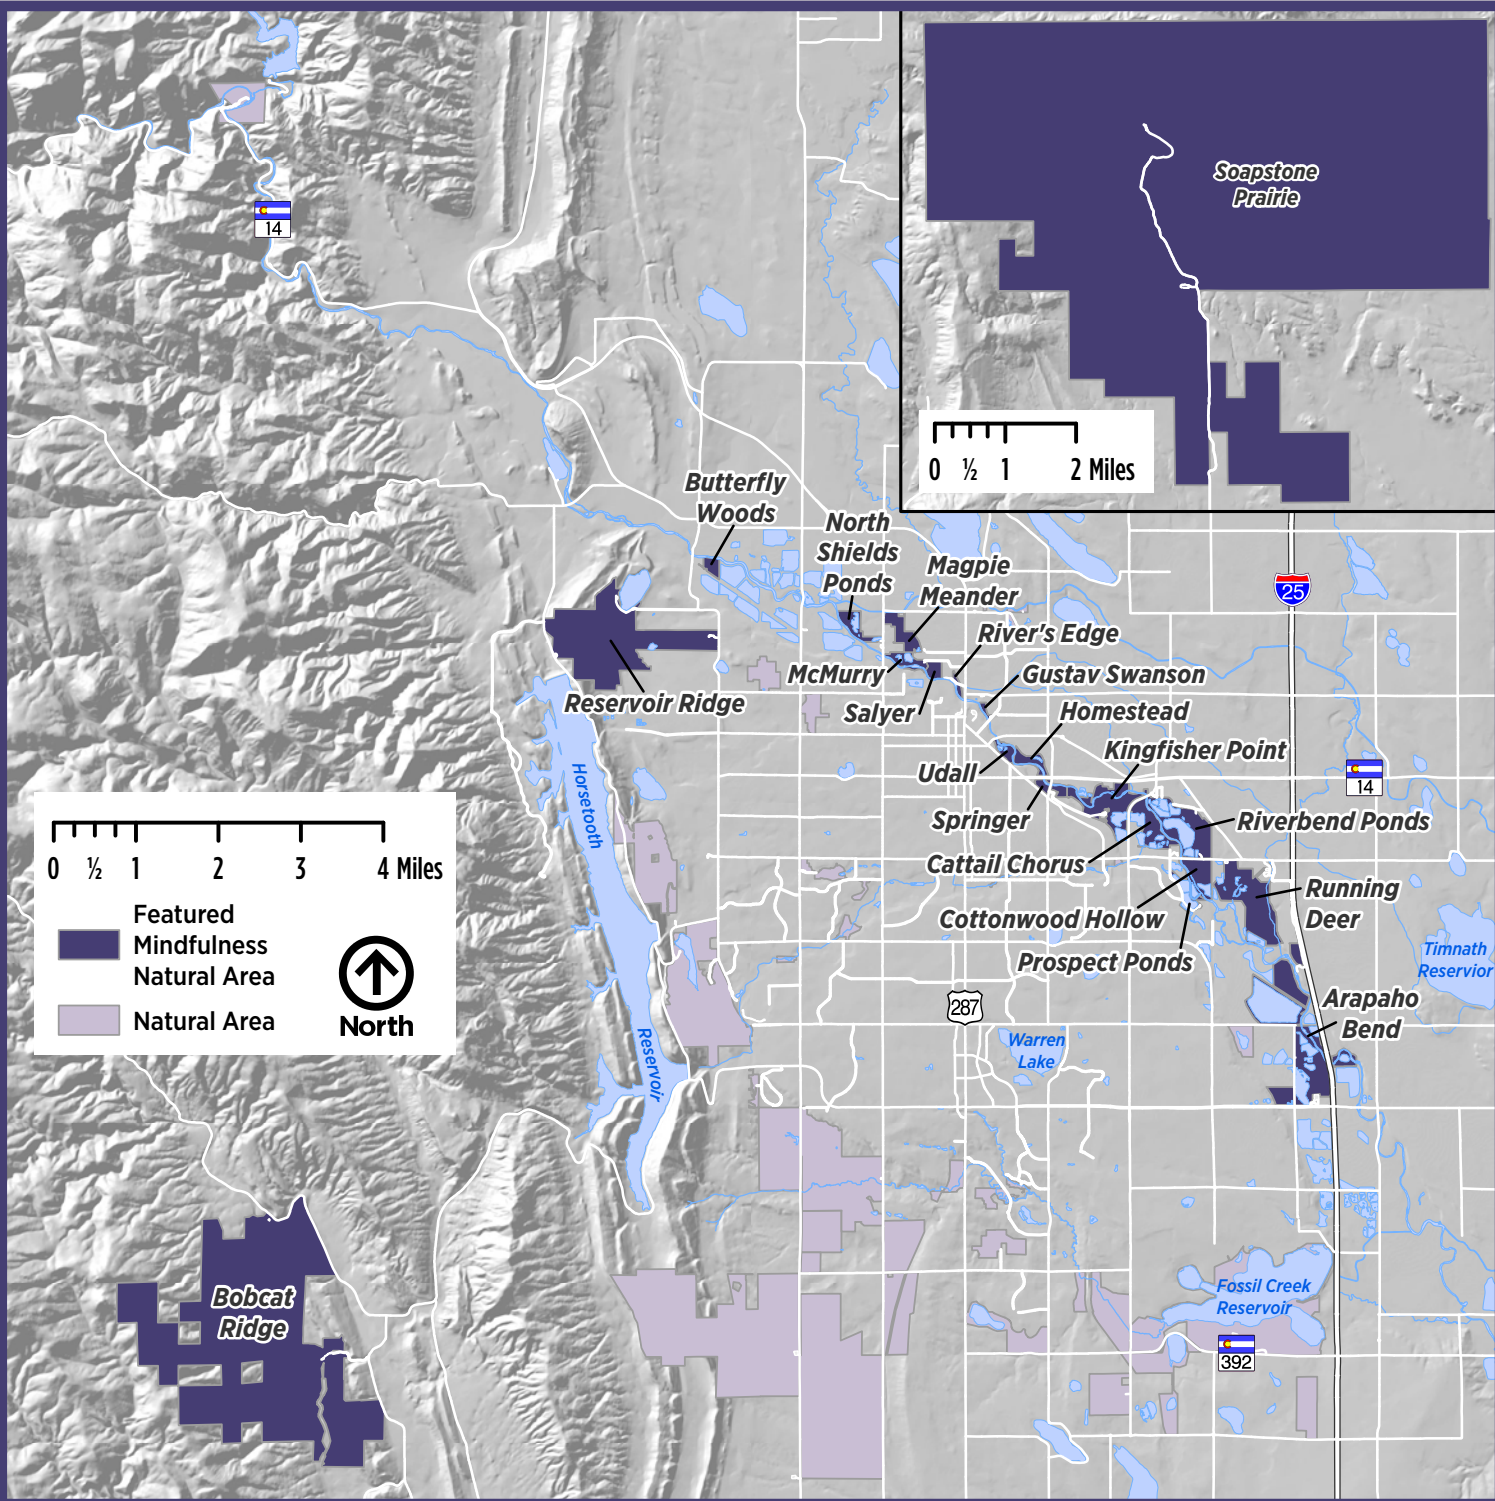 14
Soapstone
Prairie
0 ½ 1 2 Miles
Butterfly
Woods
North
Shields
Ponds
Magpie
Meander
25
River's Edge
McMurry
Gustav Swanson
Reservoir Ridge
Salyer
Homestead
Kingfisher Point
Udall
14
Horsetooth
Springer
Riverbend Ponds
Cattail Chorus
0 ½ 1 2 3 4 Miles
Featured
Mindfulness
Natural Area
Natural Area
North
Running
Deer
Cottonwood Hollow
Prospect Ponds
Timnath
Reservior
287
Arapaho
Bend
Reservoir
Warren
Lake
Bobcat
Ridge
Fossil Creek
Reservoir
392